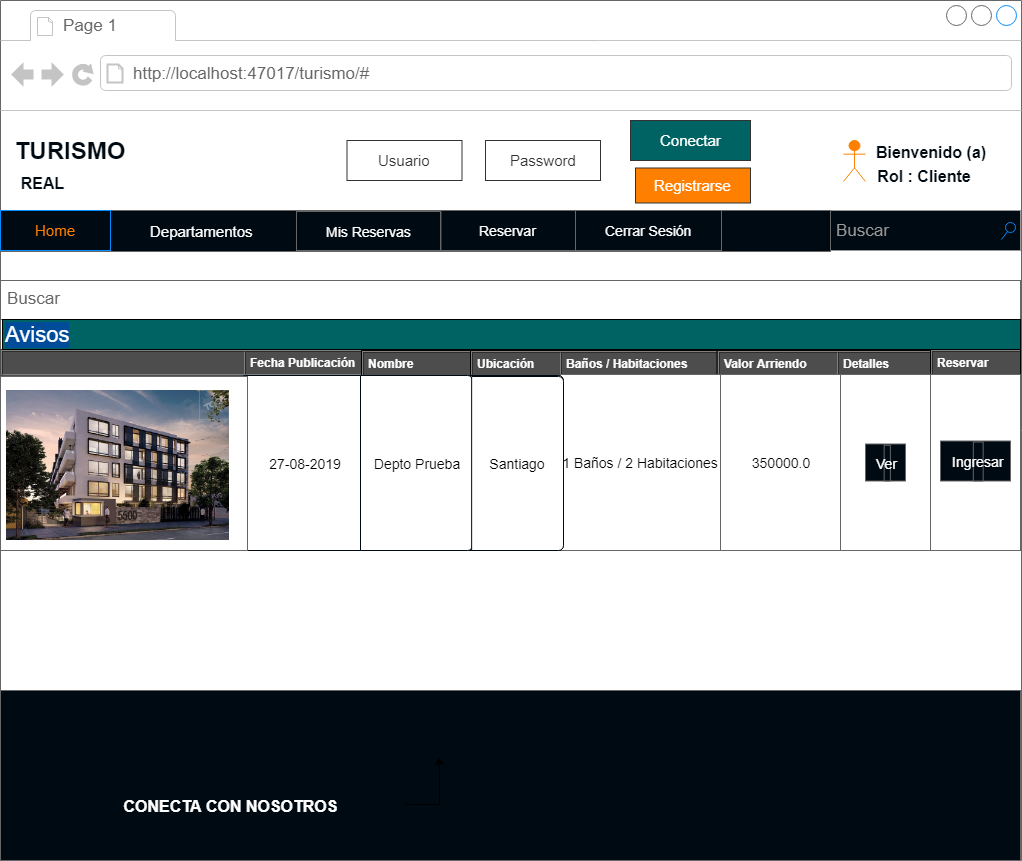 Page 1
http://localhost:47017/turismo/#
TURISMO
REAL
Usuario
Password
Conectar
Registrarse
Bienvenido (a)
Rol : Cliente
Home
Departamentos
Mis Reservas
Reservar
Cerrar Sesión
Buscar
Buscar
Avisos
Fecha Publicación
Nombre
Ubicación
Baños / Habitaciones
Valor Arriendo
Detalles
Reservar
5500
27-08-2019
Depto Prueba
Santiago
1 Baños / 2 Habitaciones
350000.0
Ver
Ingresar
CONECTA CON NOSOTROS